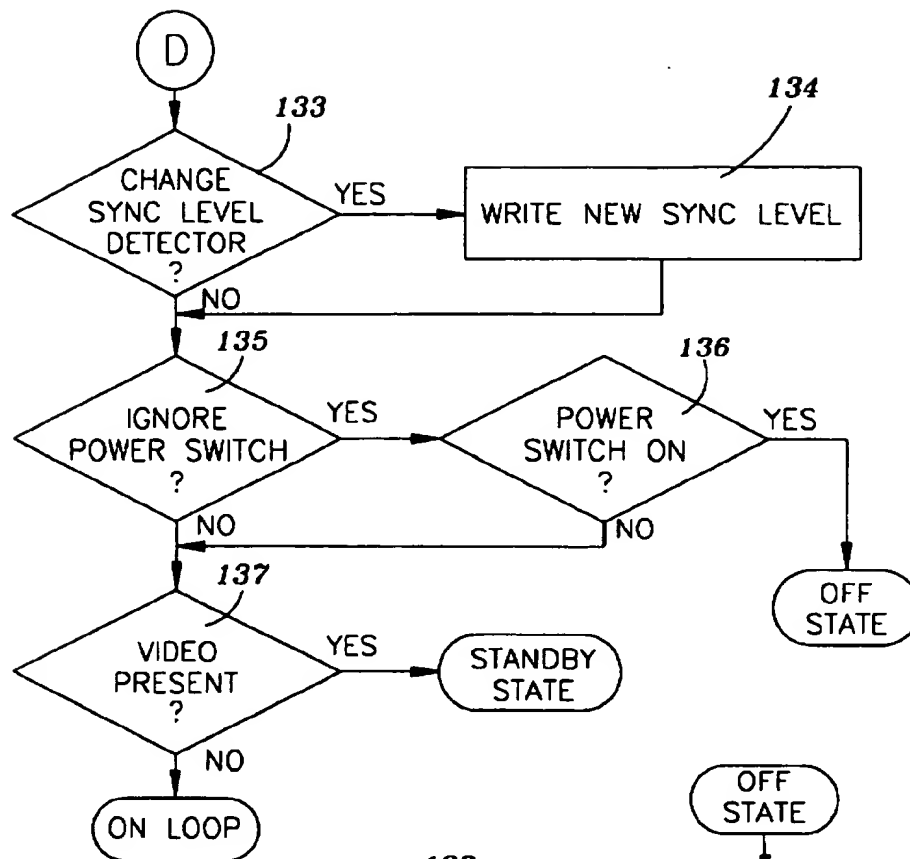 D
133
CHANGE
SYNC LEVEL
DETECTOR
?
YES
134
WRITE NEW SYNC LEVEL
NO
135
IGNORE
POWER SWITCH
?
YES
136
POWER
SWITCH ON
?
YES
NO
NO
OFF
STATE
137
VIDEO
PRESENT
?
YES
STANDBY
STATE
NO
ON LOOP
OFF
STATE